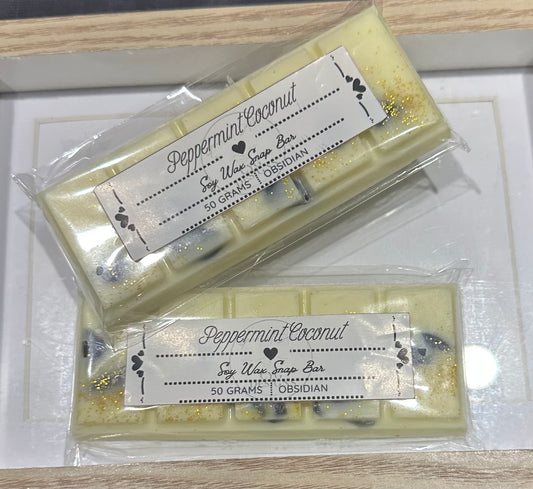 Peppermint Coconut
Soy Wax Snap Bar
50 GRAMS OBSIDIAN
Peppermint Coconut
Soy Wax Snap Bar
50 GRAMS OBSIDIAN